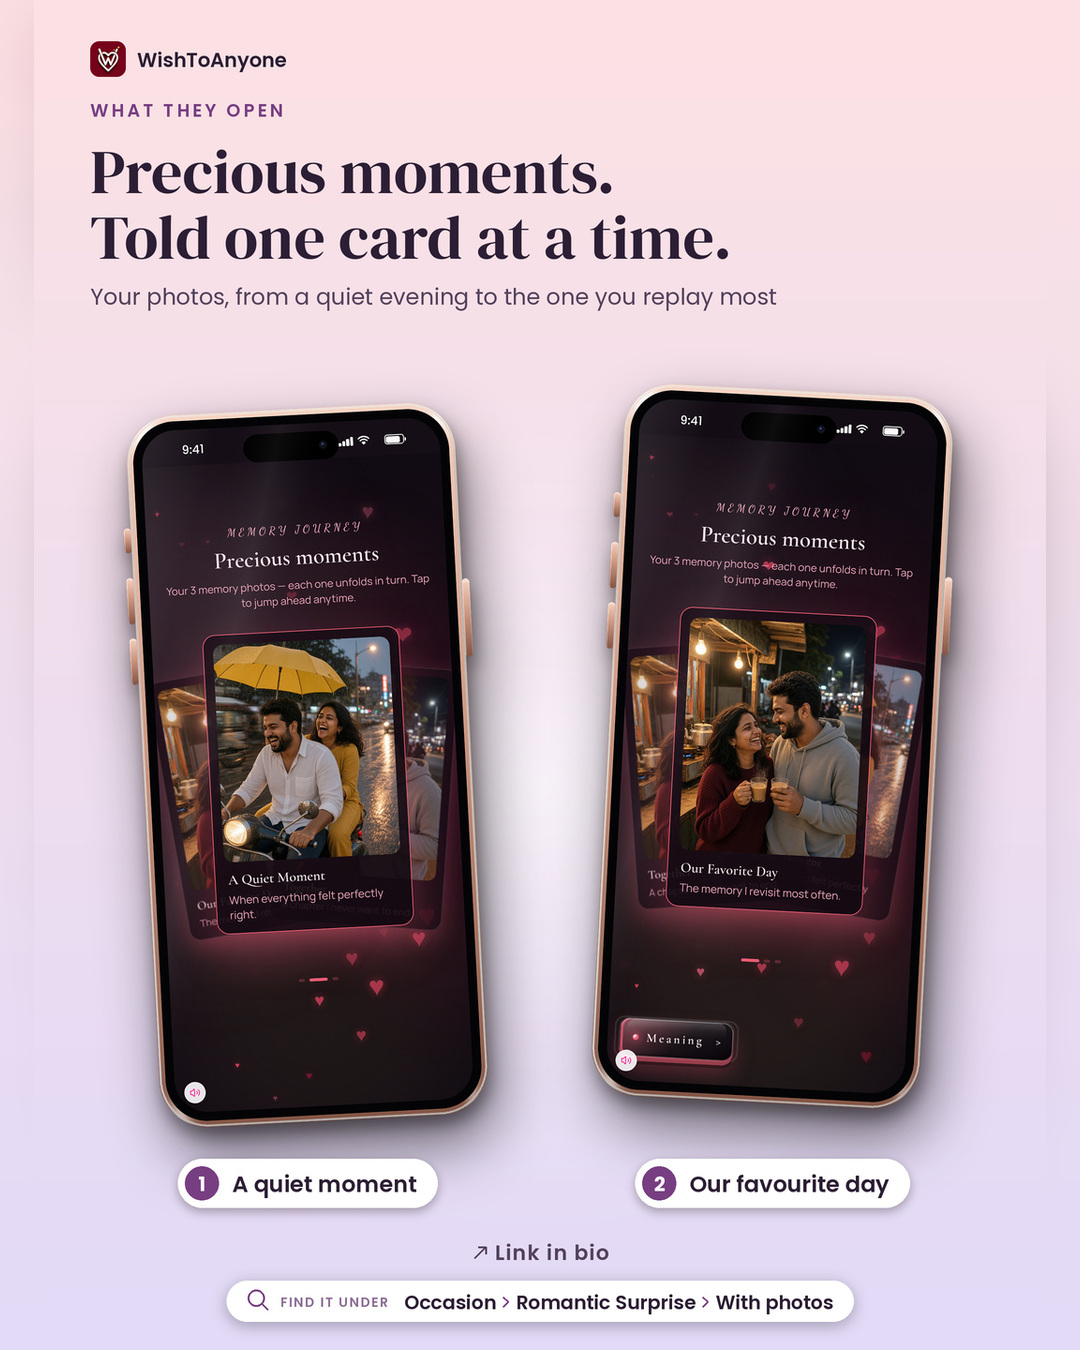 WishToAnyone
WHAT THEY OPEN
Precious moments.
Told one card at a time.
Your photos, from a quiet evening to the one you replay most
9:41
MEMORY JOURNEY
Precious moments
Your 3 memory photos — each one unfolds in turn. Tap
to jump ahead anytime.
A Quiet Moment
When everything felt perfectly
right.
Our
The
9:41
MEMORY JOURNEY
Precious moments
Your 3 memory photos — each one unfolds in turn. Tap
to jump ahead anytime.
Our Favorite Day
The memory I revisit most often.
Meaning >
1 A quiet moment
2 Our favourite day
↗ Link in bio
FIND IT UNDER Occasion > Romantic Surprise > With photos